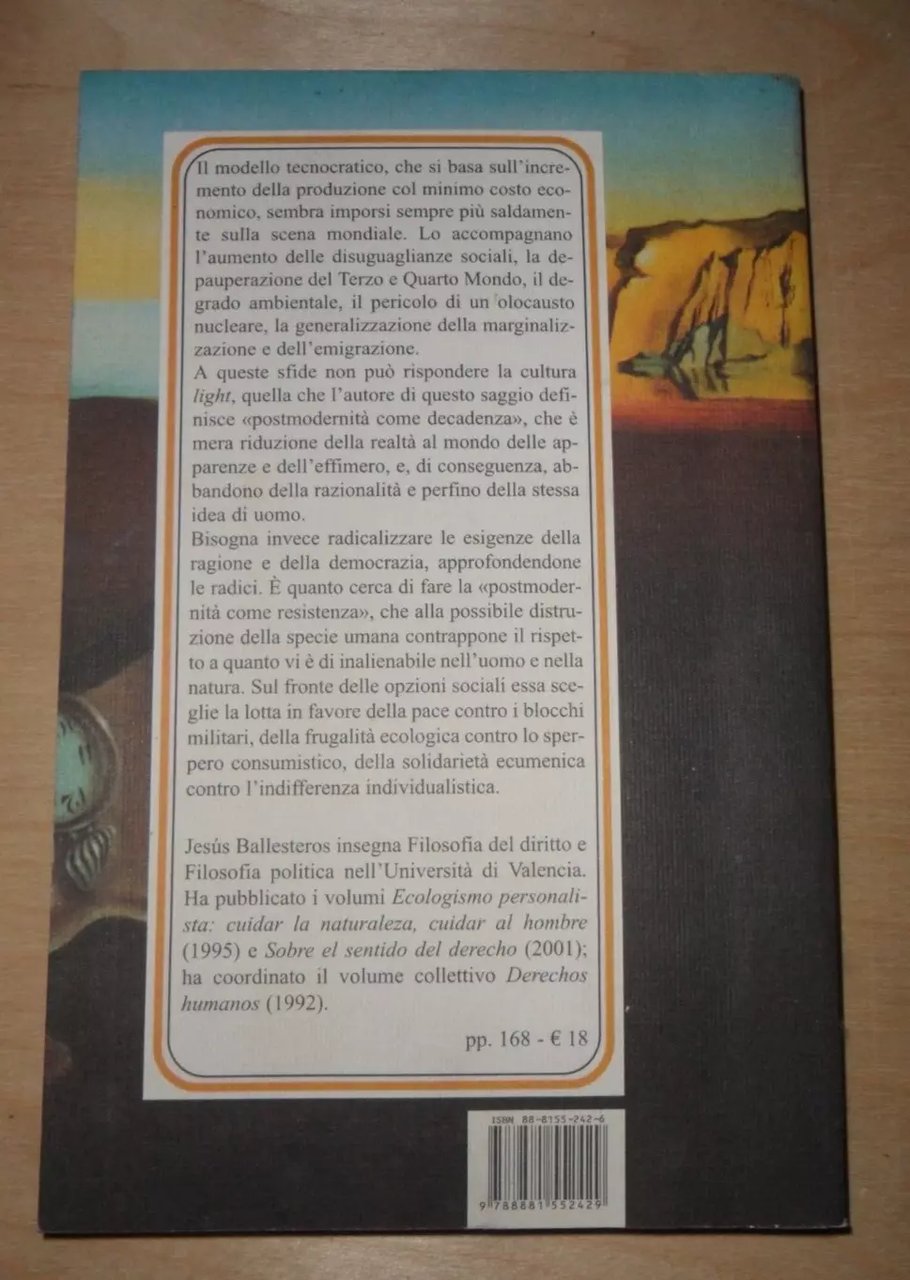 Il modello tecnocratico, che si basa sull'incre-
mento della produzione col minimo costo eco-
nomico, sembra imporsi sempre più saldamen-
te sulla scena mondiale. Lo accompagnano
l'aumento delle disuguaglianze sociali, la de-
pauperazione del Terzo e Quarto Mondo, il de-
grado ambientale, il pericolo di un olocausto
nucleare, la generalizzazione della marginaliz-
zazione e dell'emigrazione.
A queste sfide non può rispondere la cultura
light, quella che l'autore di questo saggio defi-
nisce «postmodernità come decadenza», che è
mera riduzione della realtà al mondo delle ap-
parenze e dell'effimero, e, di conseguenza, ab-
bandono della razionalità e perfino della stessa
idea di uomo.
Bisogna invece radicalizzare le esigenze della
ragione e della democrazia, approfondendone
le radici. È quanto cerca di fare la «postmoder-
nità come resistenza», che alla possibile distru-
zione della specie umana contrappone il rispet-
to a quanto vi è di inalienabile nell'uomo e nella
natura. Sul fronte delle opzioni sociali essa sce-
glie la lotta in favore della pace contro i blocchi
militari, della frugalità ecologica contro lo sper-
pero consumistico, della solidarietà ecumenica
contro l'indifferenza individualistica.
Jesús Ballesteros insegna Filosofia del diritto e
Filosofia politica nell'Università di Valencia.
Ha pubblicato i volumi Ecologismo personali-
sta: cuidar la naturaleza, cuidar al hombre
(1995) e Sobre el sentido del derecho (2001);
ha coordinato il volume collettivo Derechos
humanos (1992).
pp. 168 - € 18
ISBN 88-8155-242-6
9 788881 552429